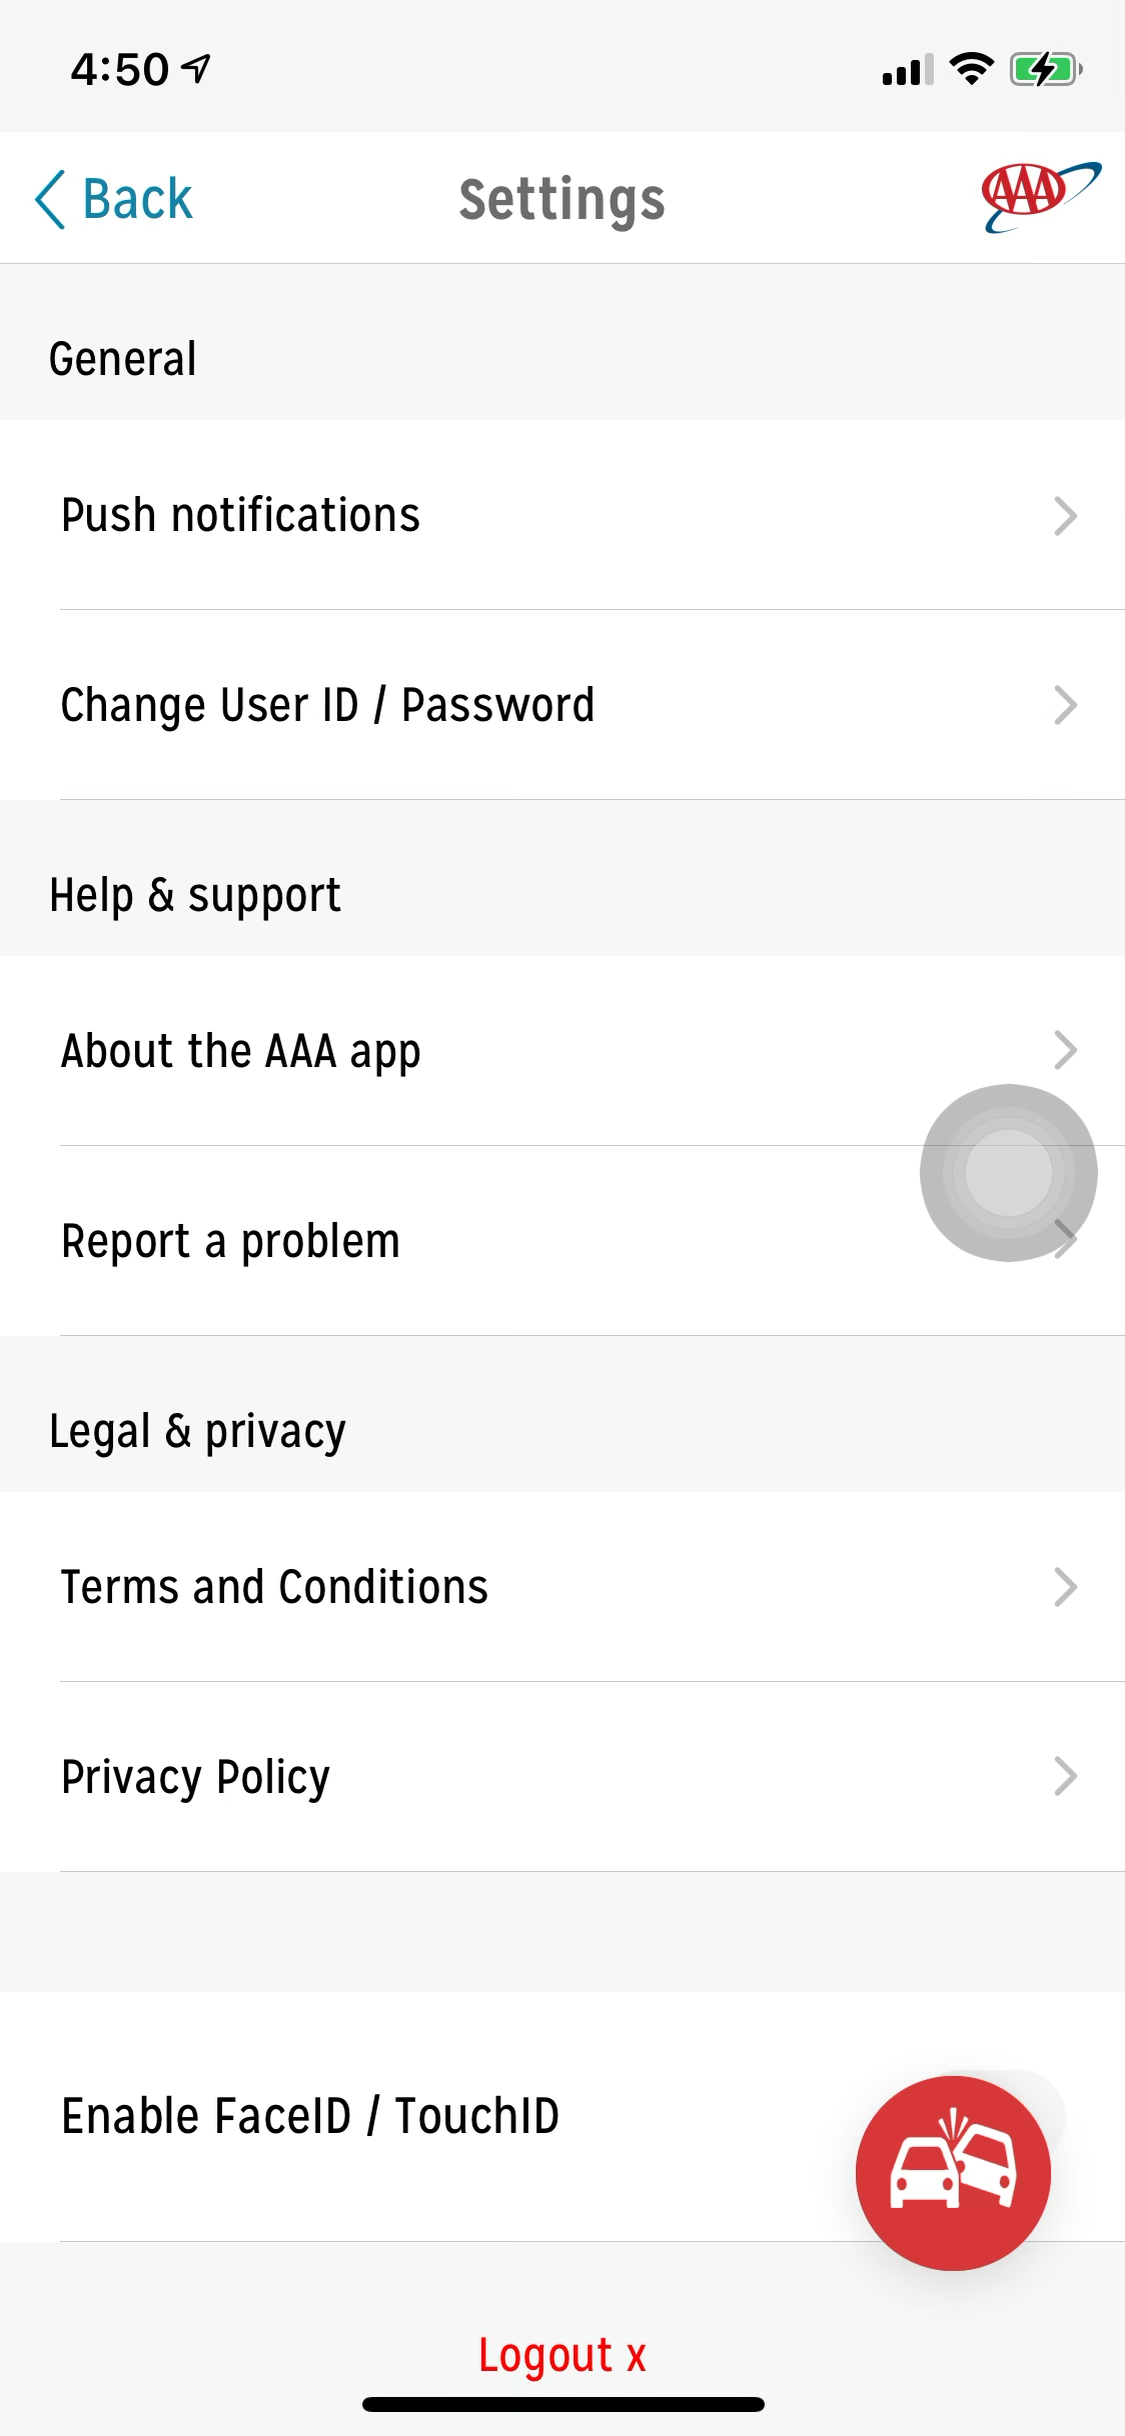 4:50
Back
Settings
AAA
General
Push notifications
Change User ID / Password
Help & support
About the AAA app
Report a problem
Legal & privacy
Terms and Conditions
Privacy Policy
Enable FaceID / TouchID
Logout x